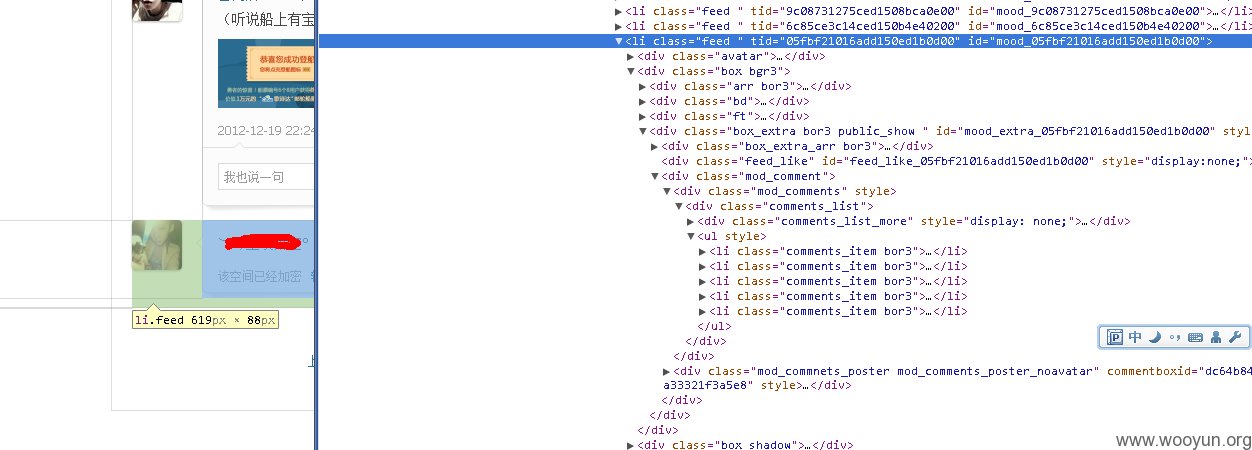 （听说船上有宝
恭喜您成功登船
2012-12-19 22:24
我也说一句
该空间已经加密
li.feed 619px × 88px
上
<li class="feed " tid="9c08731275ced1508bca0e00" id="mood_9c08731275ced1508bca0e00">…</li>
<li class="feed " tid="6c85ce3c14ced150b4e40200" id="mood_6c85ce3c14ced150b4e40200">…</li>
<li class="feed " tid="05fbf21016add150ed1b0d00" id="mood_05fbf21016add150ed1b0d00">
<div class="avatar">…</div>
<div class="box bgr3">
<div class="arr bor3">…</div>
<div class="bd">…</div>
<div class="ft">…</div>
<div class="box_extra bor3 public_show " id="mood_extra_05fbf21016add150ed1b0d00" styl
<div class="box_extra_arr bor3">…</div>
<div class="feed_like" id="feed_like_05fbf21016add150ed1b0d00" style="display:none;">
<div class="mod_comment">
<div class="mod_comments" style>
<div class="comments_list">
<div class="comments_list_more" style="display: none;">…</div>
<ul style>
<li class="comments_item bor3">…</li>
<li class="comments_item bor3">…</li>
<li class="comments_item bor3">…</li>
<li class="comments_item bor3">…</li>
<li class="comments_item bor3">…</li>
</ul>
</div>
</div>
<div class="mod_commnets_poster mod_comments_poster_noavatar" commentboxid="dc64b84
a33321f3a5e8" style>…</div>
</div>
</div>
</div>
<div class="box_shadow">…</div>
中
www.wooyun.org